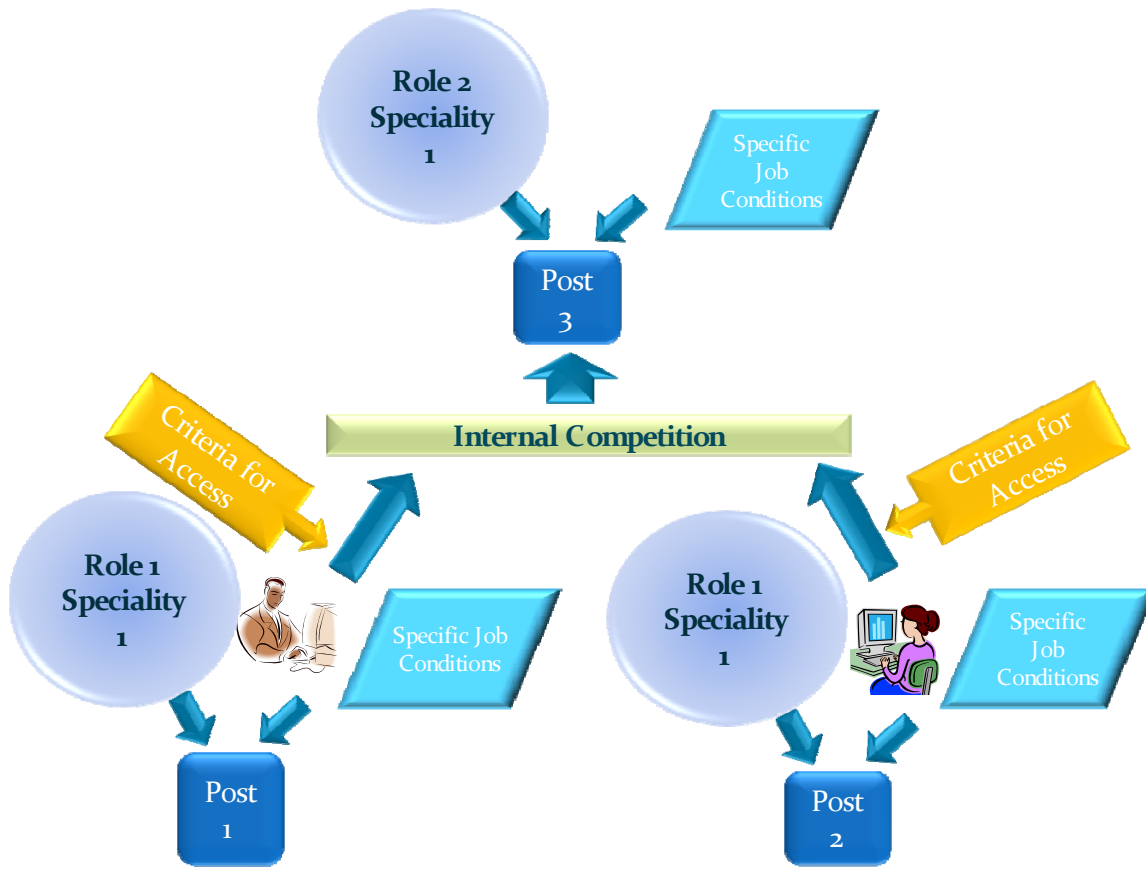 Role 2
Speciality
1
Specific
Job
Conditions
Post
3
Internal Competition
Criteria for
Access
Criteria for
Access
Role 1
Speciality
1
Specific Job
Conditions
Role 1
Speciality
1
Specific
Job
Conditions
Post
1
Post
2